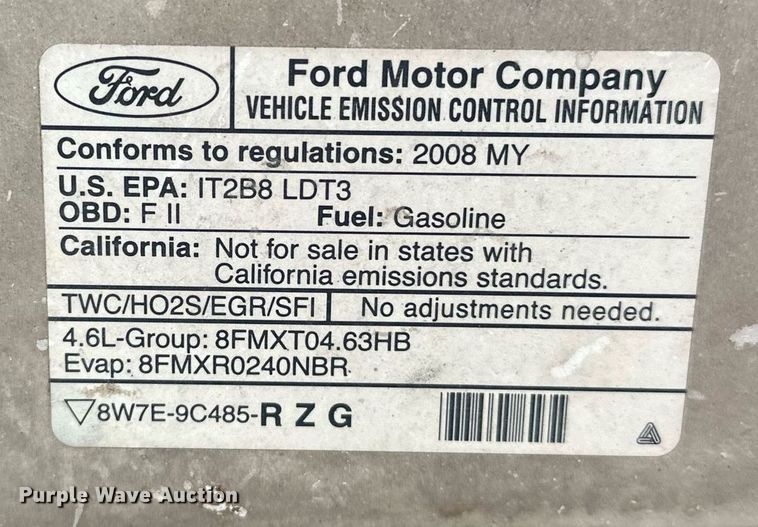 Ford
Ford Motor Company
VEHICLE EMISSION CONTROL INFORMATION
Conforms to regulations: 2008 MY
U.S. EPA: IT2B8 LDT3
OBD: F II Fuel: Gasoline
California: Not for sale in states with
California emissions standards.
TWC/HO2S/EGR/SFI No adjustments needed.
4.6L-Group: 8FMXT04.63HB
Evap: 8FMXR0240NBR
8W7E-9C485-R Z G
Purple Wave Auction